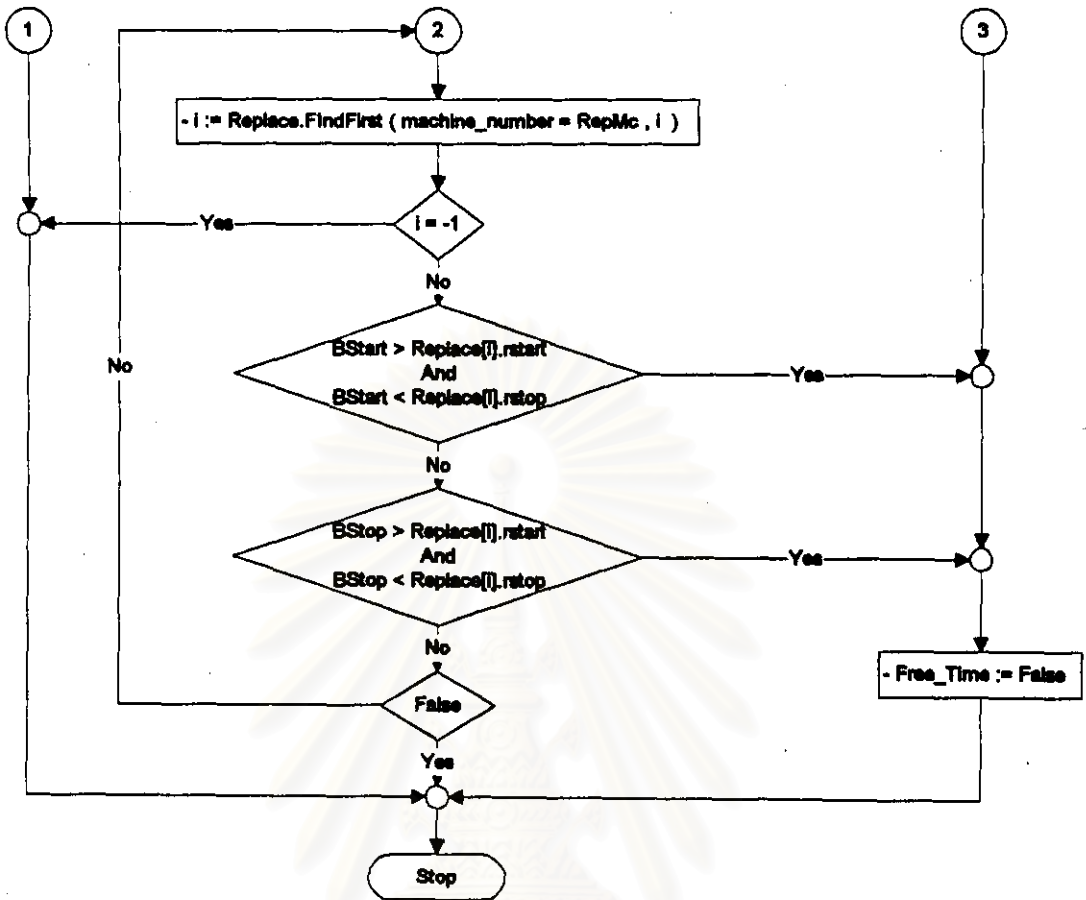 1
2
3
- i := Replace.FindFirst ( machine_number = RepMc , i )
Yes
i = -1
No
BStart > Replace[i].rstart
And
BStart < Replace[i].rstop
Yes
No
No
BStop > Replace[i].rstart
And
BStop < Replace[i].rstop
Yes
No
- Free_Time := False
False
Yes
Stop